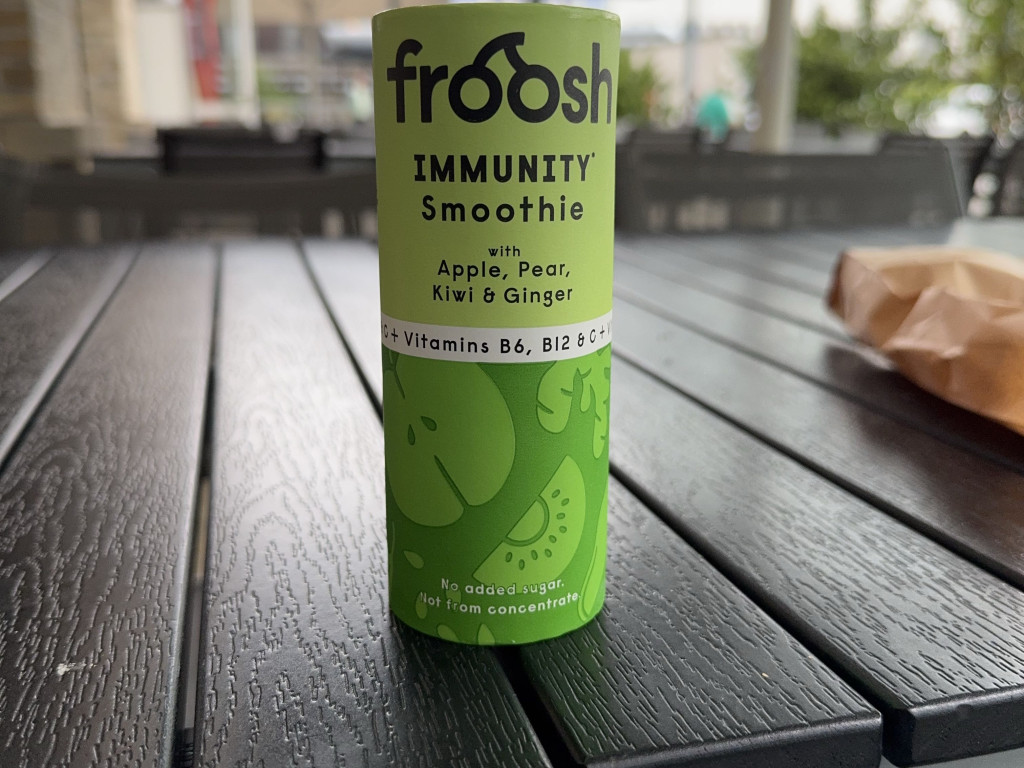 froosh
IMMUNITY*
Smoothie
with
Apple, Pear,
Kiwi & Ginger
C + Vitamins B6, B12 & C +
No added sugar.
Not from concentrate.